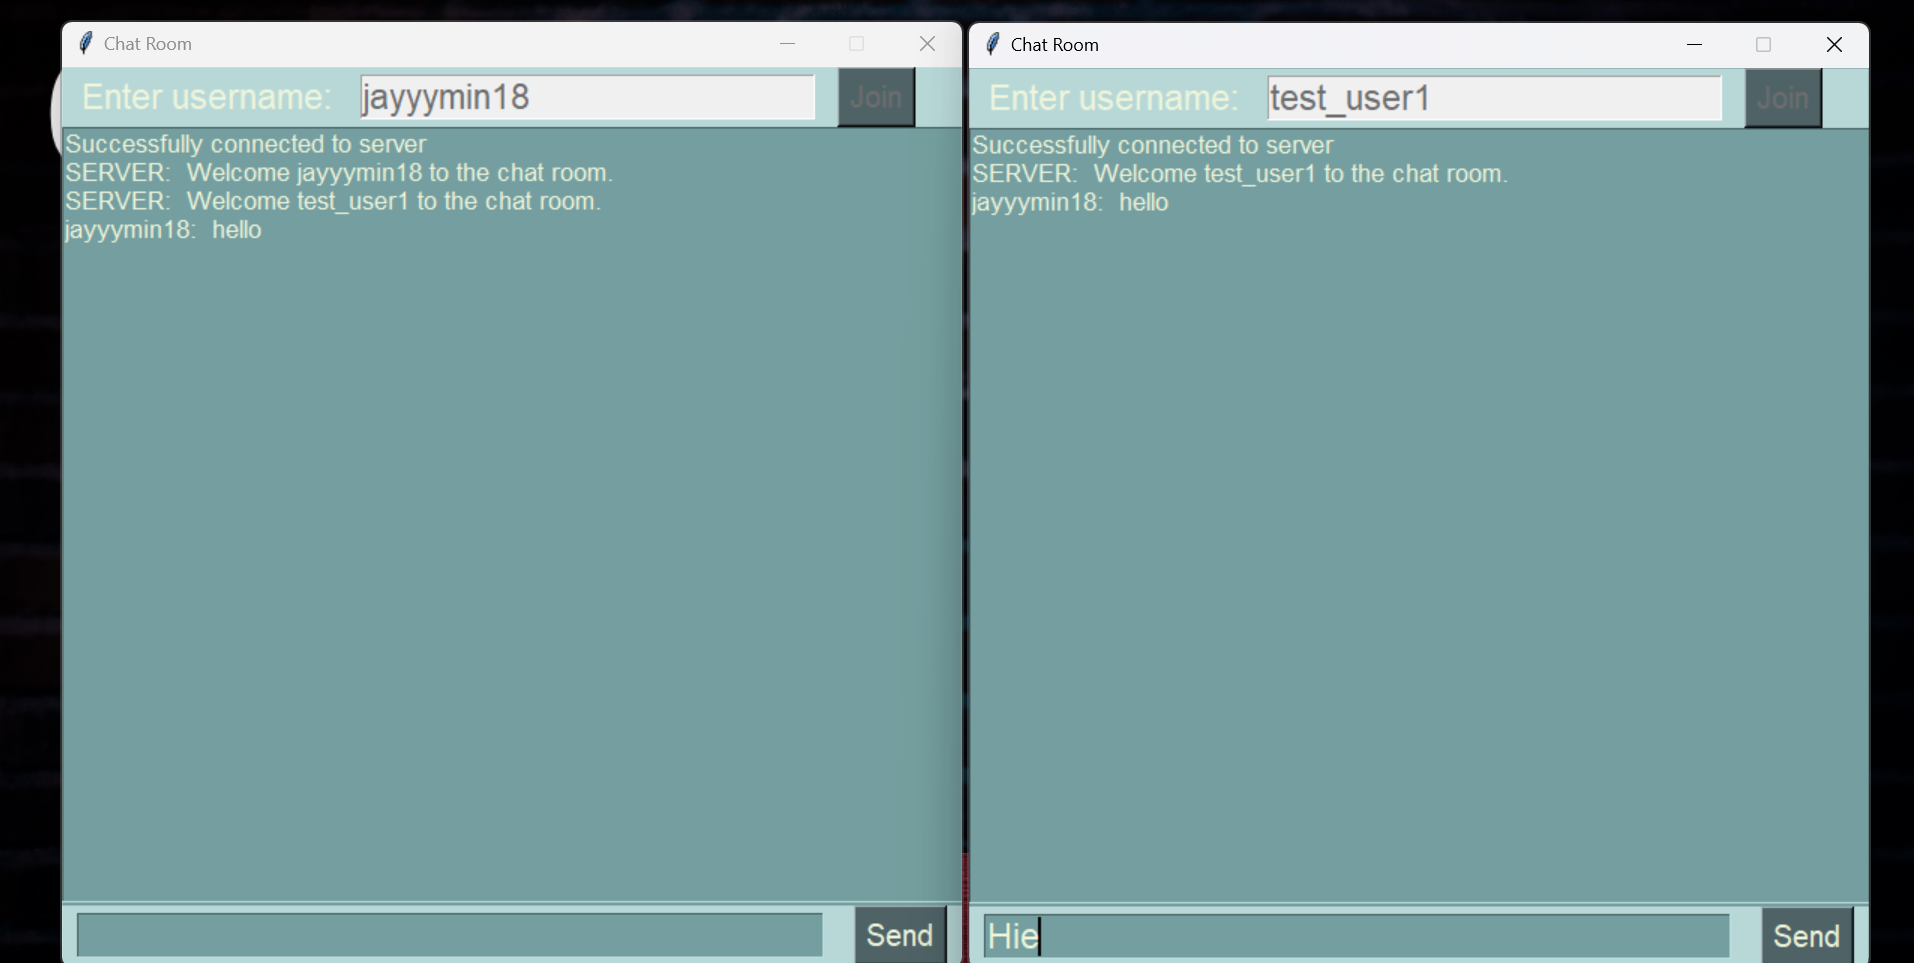 Chat Room
Enter username: jayyymin18 Join
Successfully connected to server
SERVER: Welcome jayyymin18 to the chat room.
SERVER: Welcome test_user1 to the chat room.
jayyymin18: hello
Send
Chat Room
Enter username: test_user1 Join
Successfully connected to server
SERVER: Welcome test_user1 to the chat room.
jayyymin18: hello
Hie Send